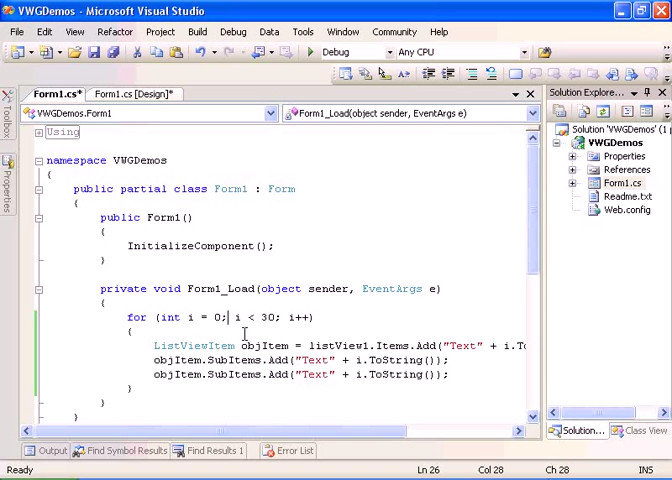 VWGDemos - Microsoft Visual Studio
File Edit View Refactor Project Build Debug Data Tools Window Community Help
Debug Any CPU
Form1.cs* Form1.cs [Design]*
VWGDemos.Form1 Form1_Load(object sender, EventArgs e)
Using
namespace VWGDemos
{
public partial class Form1 : Form
{
public Form1()
{
InitializeComponent();
}
private void Form1_Load(object sender, EventArgs e)
{
for (int i = 0; i < 30; i++)
{
ListViewItem objItem = listView1.Items.Add("Text" + i.To
objItem.SubItems.Add("Text" + i.ToString());
objItem.SubItems.Add("Text" + i.ToString());
}
}
}
Toolbox
Properties
Solution Explore...
Solution 'VWGDemos'
VWGDemos
Properties
References
Form1.cs
Readme.txt
Web.config
Solution... Class View
Output Find Symbol Results Find Results 1 Error List
Ready Ln 26 Col 28 Ch 28 INS